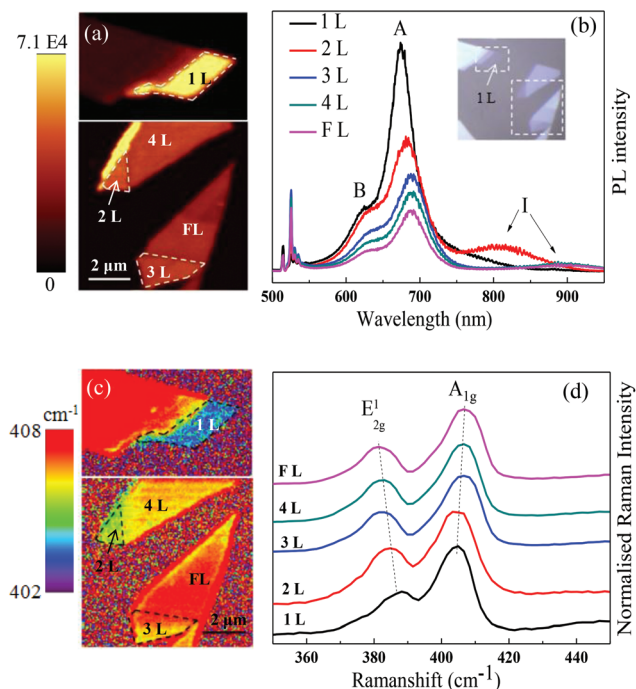 7.1 E4
0
(a)
1 L
4 L
2 L
FL
3 L
2 µm
1 L
2 L
3 L
4 L
F L
A
B
I
(b)
1 L
PL intensity
500 600 700 800 900
Wavelength (nm)
cm-1
408
402
(c)
1 L
4 L
2 L
FL
3 L
2 µm
E1 2g
A1g
(d)
F L
4 L
3 L
2 L
1 L
Normalised Raman Intensity
360 380 400 420 440
Ramanshift (cm-1)